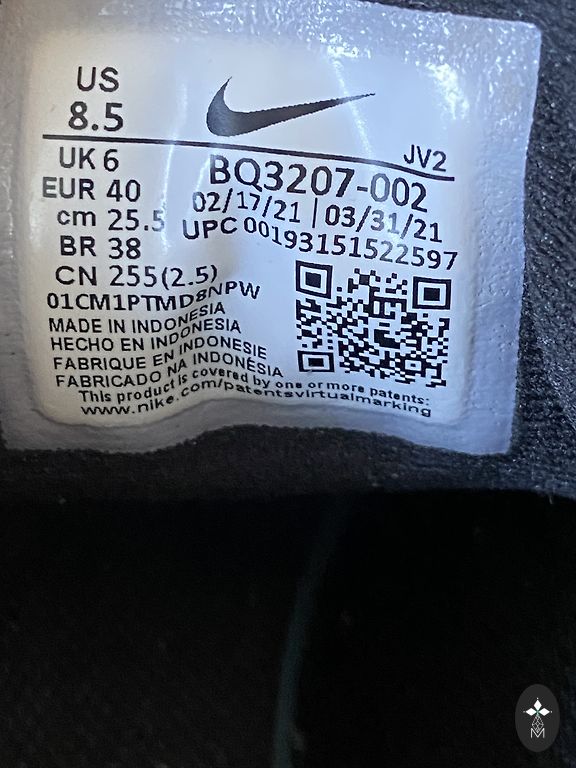 US
8.5
JV2
UK 6
BQ3207-002
EUR 40
02/17/21 | 03/31/21
cm 25.5
UPC 00193151522597
BR 38
CN 255(2.5)
01CM1PTMD8NPW
MADE IN INDONESIA
HECHO EN INDONESIA
FABRIQUE EN INDONESIE
FABRICADO NA INDONÉSIA
This product is covered by one or more patents:
www.nike.com/patentsvirtualmarking
M